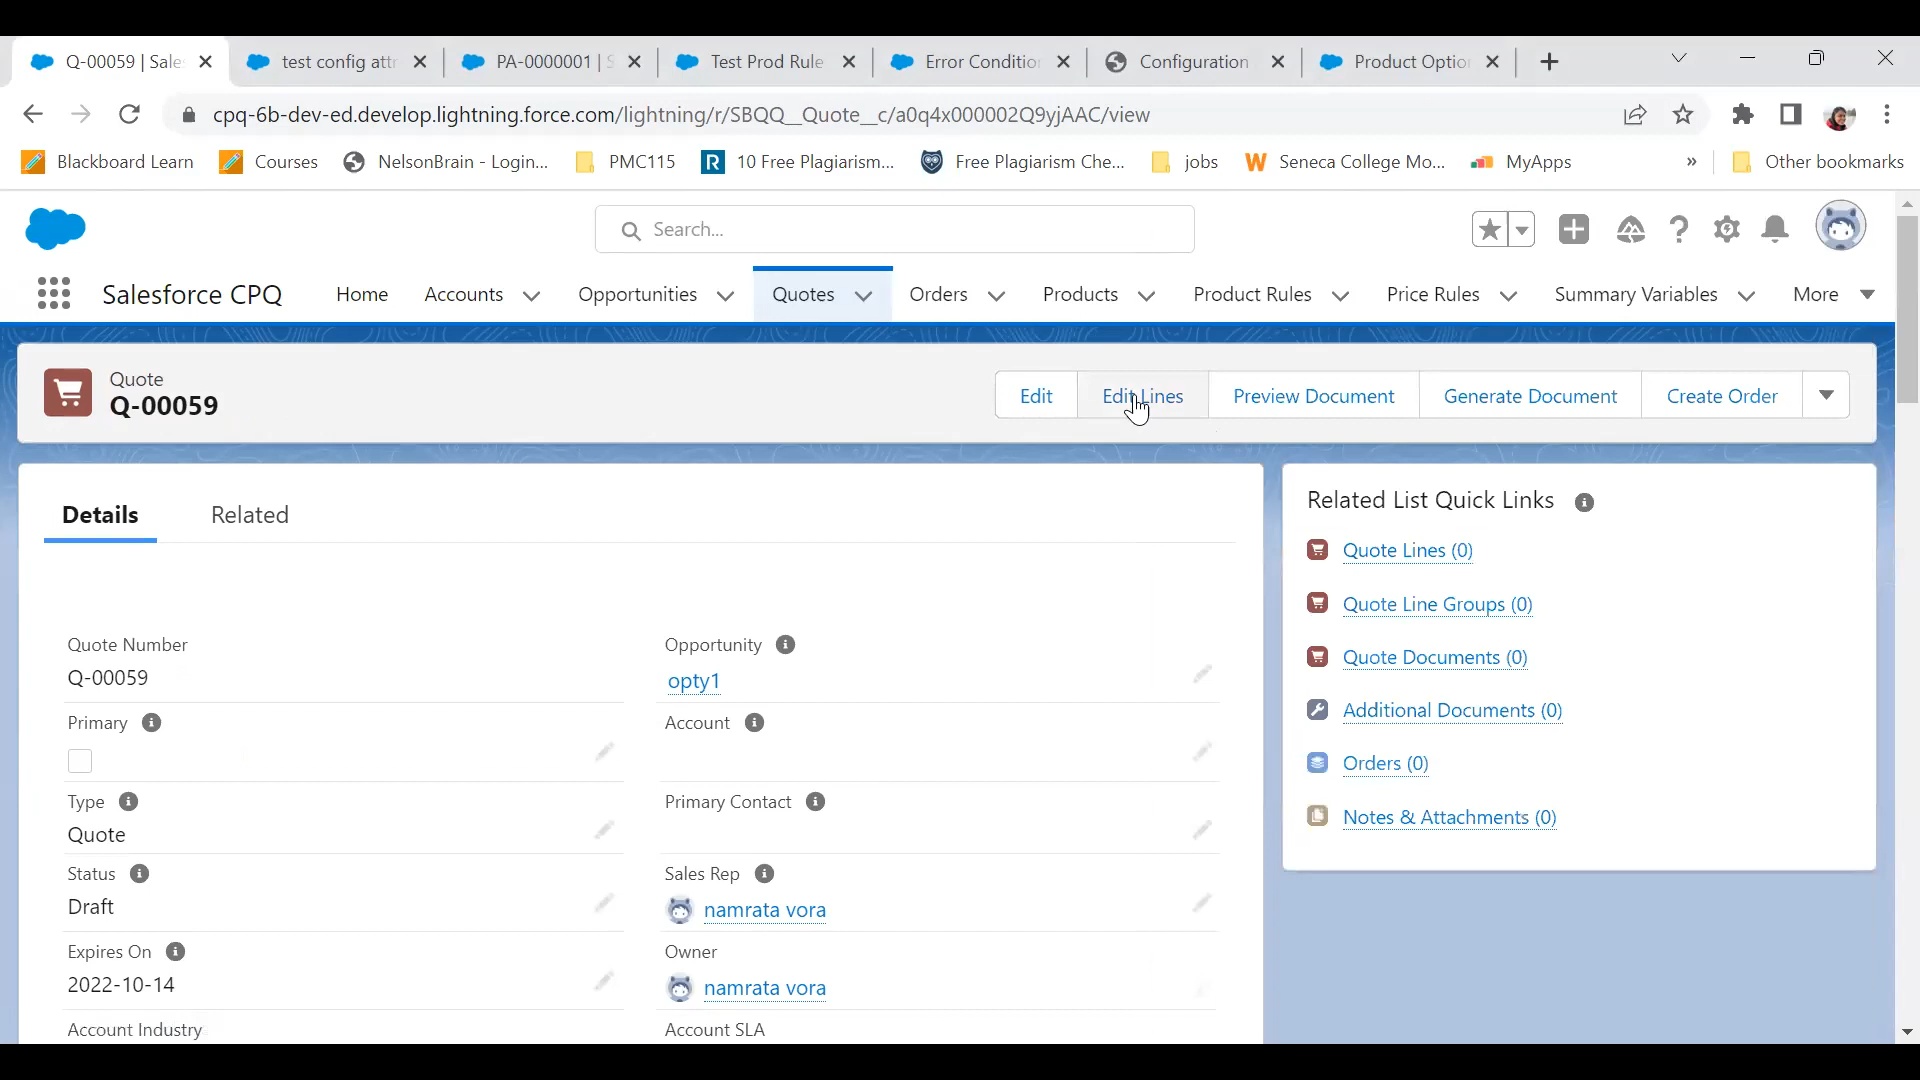 Q-00059 | Sale
test config attr
PA-0000001 | S
Test Prod Rule
Error Conditio
Configuration
Product Optio
cpq-6b-dev-ed.develop.lightning.force.com/lightning/r/SBQQ__Quote__c/a0q4x000002Q9yjAAC/view
Blackboard Learn
Courses
NelsonBrain - Login...
PMC115
R 10 Free Plagiarism...
Free Plagiarism Che...
jobs
W Seneca College Mo...
MyApps
»
Other bookmarks
Search...
Salesforce CPQ
Home
Accounts
Opportunities
Quotes
Orders
Products
Product Rules
Price Rules
Summary Variables
More
Quote
Q-00059
Edit
Edit Lines
Preview Document
Generate Document
Create Order
Details
Related
Related List Quick Links
Quote Lines (0)
Quote Line Groups (0)
Quote Documents (0)
Additional Documents (0)
Orders (0)
Notes & Attachments (0)
Quote Number
Q-00059
Opportunity
opty1
Primary
Account
Type
Quote
Primary Contact
Status
Draft
Sales Rep
namrata vora
Expires On
2022-10-14
Owner
namrata vora
Account Industry
Account SLA